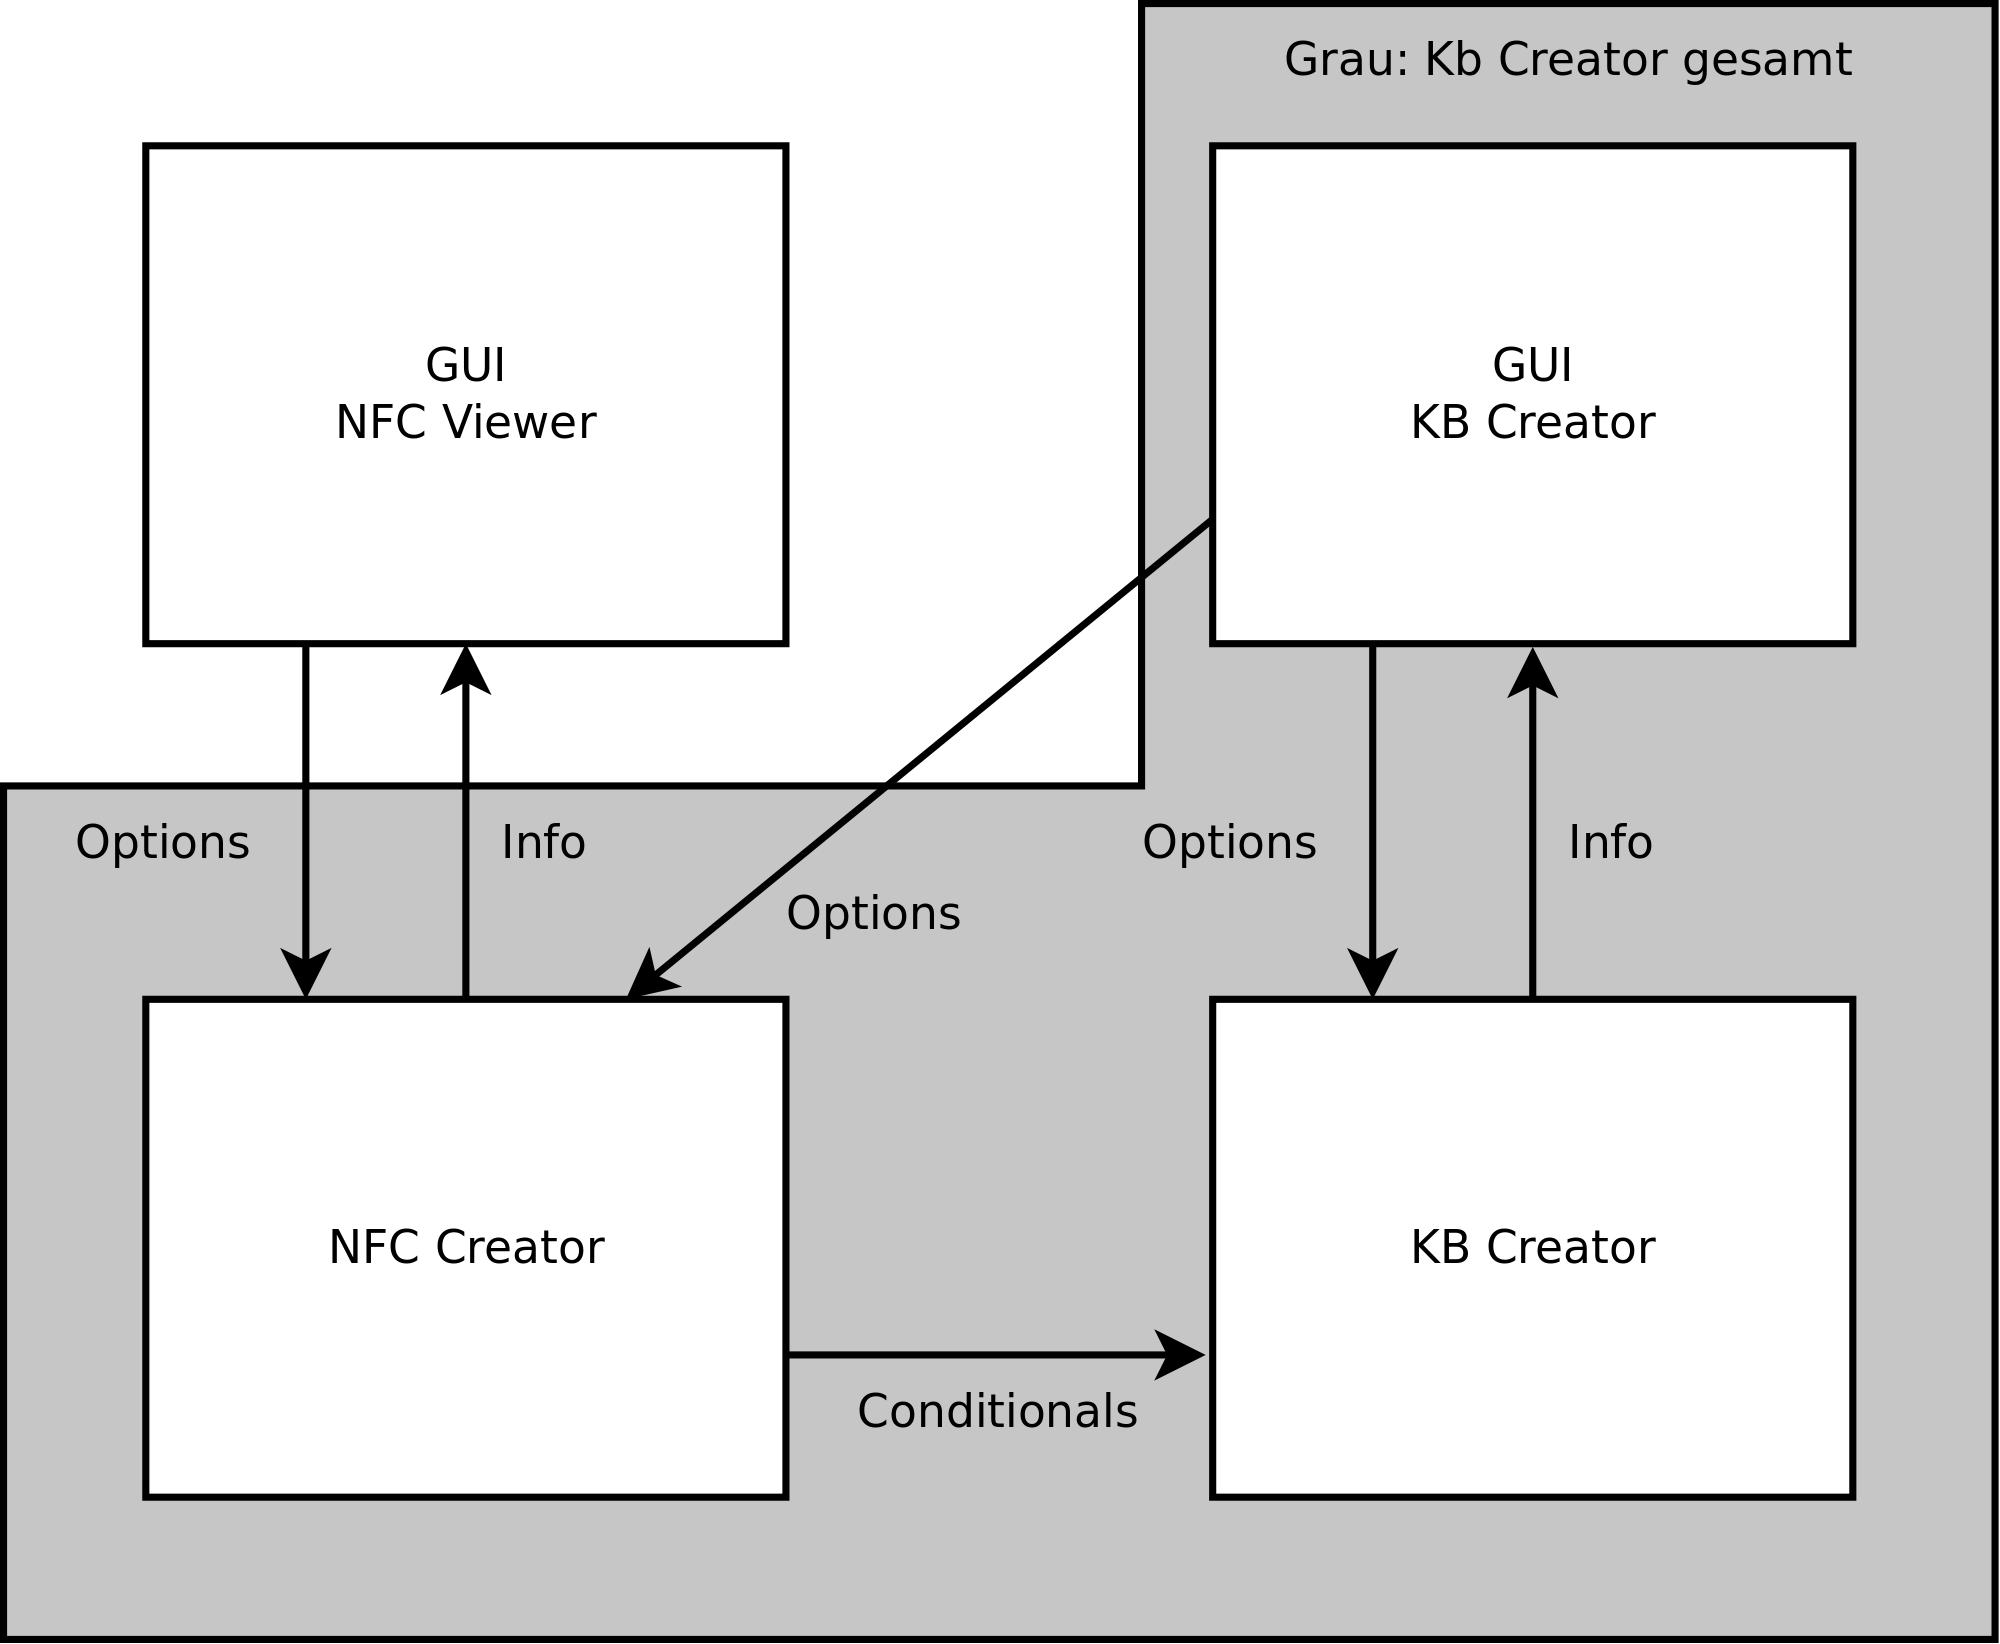 Grau: Kb Creator gesamt
GUI
NFC Viewer
GUI
KB Creator
Options
Info
Options
Options
Info
NFC Creator
KB Creator
Conditionals